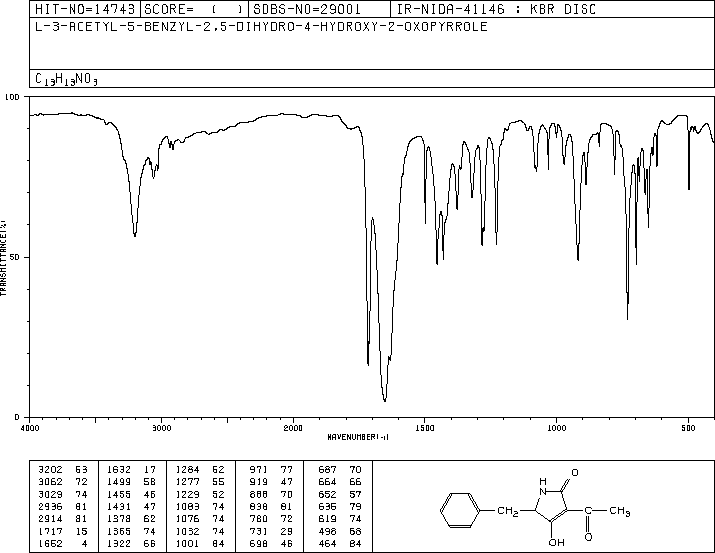 HIT-NO=14743 SCORE= ( ) SDBS-NO=29001 IR-NIDA-41146 : KBR DISC
L-3-ACETYL-5-BENZYL-2,5-DIHYDRO-4-HYDROXY-2-OXOPYRROLE
C13H13NO3
100
TRANSMITTANCE(%)
50
0
4000 3000 2000 1500 1000 500
WAVENUMBER(-1)
3202 53 1632 17 1284 52 971 77 687 70
3062 72 1499 58 1277 55 919 47 664 66
3029 74 1455 46 1229 52 888 70 652 57
2936 81 1431 47 1083 74 838 81 636 79
2914 81 1378 62 1076 74 780 72 619 74
1717 15 1365 74 1032 74 731 29 498 68
1652 4 1322 66 1001 84 698 46 464 84
O
NH
CH2
CH3
OH
O